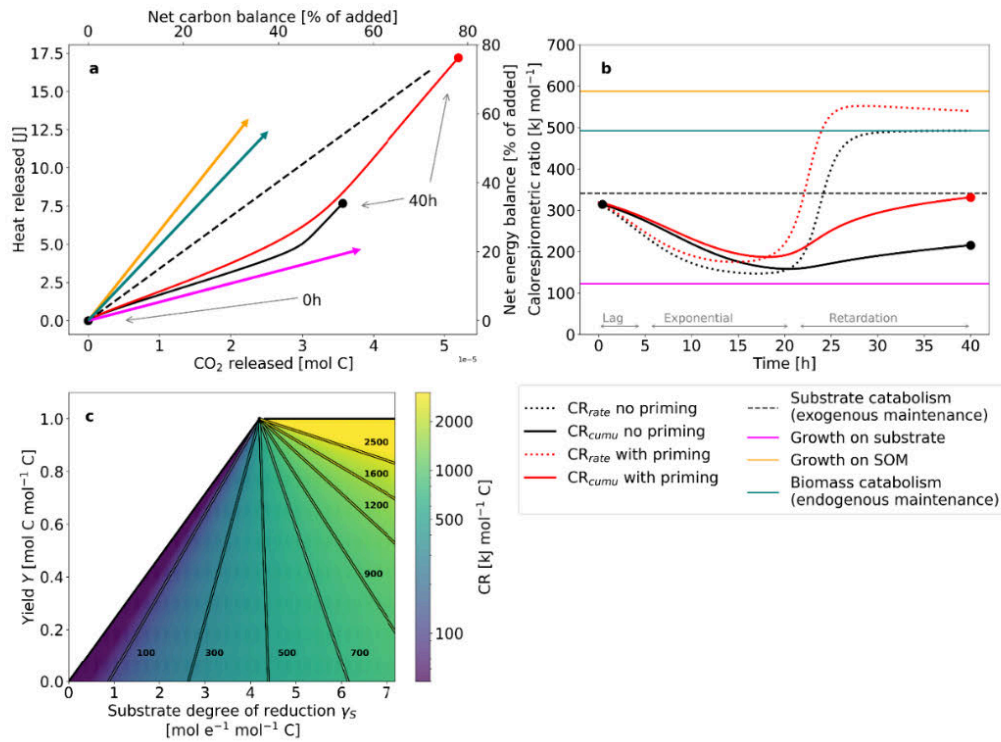 Net carbon balance [% of added]
0 20 40 60 80
17.5
15.0
12.5
10.0
7.5
5.0
2.5
0.0
Heat released [J]
a
40h
0h
80
60
40
20
0
Net energy balance [% of added]
0 1 2 3 4 5
1e−5
CO2 released [mol C]
700
600
500
400
300
200
100
0
Calorespirometric ratio [kJ mol−1]
b
Lag Exponential Retardation
0 5 10 15 20 25 30 35 40
Time [h]
1.0
0.8
0.6
0.4
0.2
0.0
Yield Y [mol C mol−1 C]
c
2500
1600
1200
900
100 300 500 700
0 1 2 3 4 5 6 7
Substrate degree of reduction γS
[mol e−1 mol−1 C]
2000
1000
500
100
CR [kJ mol−1 C]
CRrate no priming
CRcumu no priming
CRrate with priming
CRcumu with priming
Substrate catabolism
(exogenous maintenance)
Growth on substrate
Growth on SOM
Biomass catabolism
(endogenous maintenance)